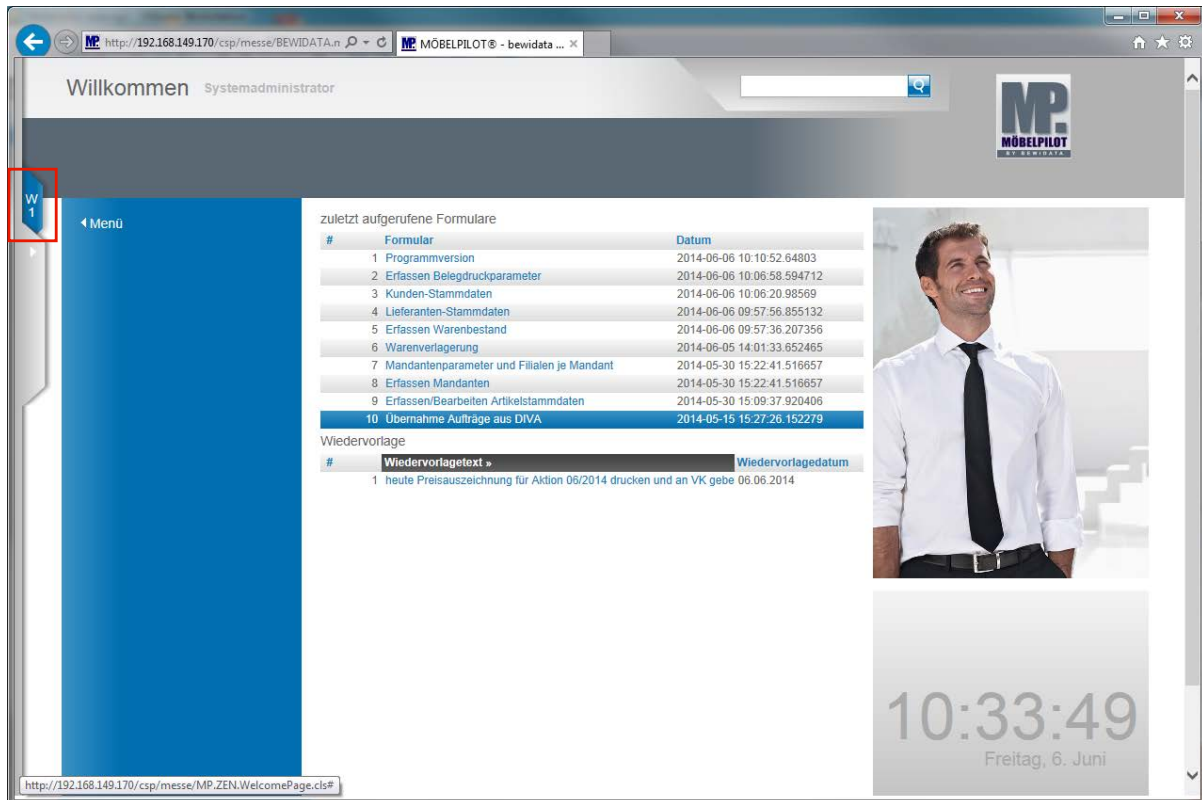 http://192.168.149.170/csp/messe/BEWIDATA.n
MÖBELPILOT® - bewidata ...
Willkommen Systemadministrator
MP.
MÖBELPILOT
BY BEWIDATA
W
1
Menü
zuletzt aufgerufene Formulare
# Formular Datum
1 Programmversion 2014-06-06 10:10:52.64803
2 Erfassen Belegdruckparameter 2014-06-06 10:06:58.594712
3 Kunden-Stammdaten 2014-06-06 10:06:20.98569
4 Lieferanten-Stammdaten 2014-06-06 09:57:56.855132
5 Erfassen Warenbestand 2014-06-06 09:57:36.207356
6 Warenverlagerung 2014-06-05 14:01:33.652465
7 Mandantenparameter und Filialen je Mandant 2014-05-30 15:22:41.516657
8 Erfassen Mandanten 2014-05-30 15:22:41.516657
9 Erfassen/Bearbeiten Artikelstammdaten 2014-05-30 15:09:37.920406
10 Übernahme Aufträge aus DIVA 2014-05-15 15:27:26.152279
Wiedervorlage
# Wiedervorlagetext » Wiedervorlagedatum
1 heute Preisauszeichnung für Aktion 06/2014 drucken und an VK gebe 06.06.2014
10:33:49
Freitag, 6. Juni
http://192.168.149.170/csp/messe/MP.ZEN.WelcomePage.cls#